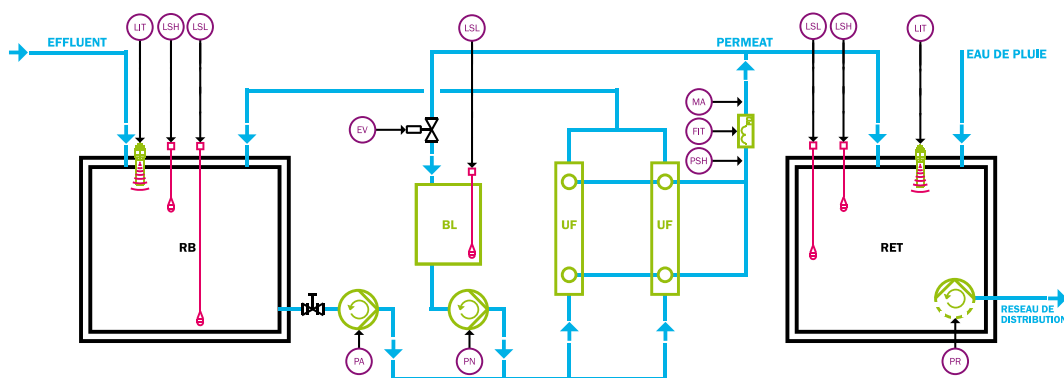 LIT
LSH
LSL
LSL
LSL
LSH
LIT
EFFLUENT
PERMEAT
EAU DE PLUIE
MA
EV
FIT
PSH
BL
UF
UF
RB
RET
RESEAU DE
DISTRIBUTION
PA
PN
PR